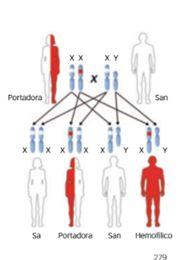 X X
X Y
x
Portadora
San
X X X X X Y X Y
Sa
Portadora
San
Hemofílico
279